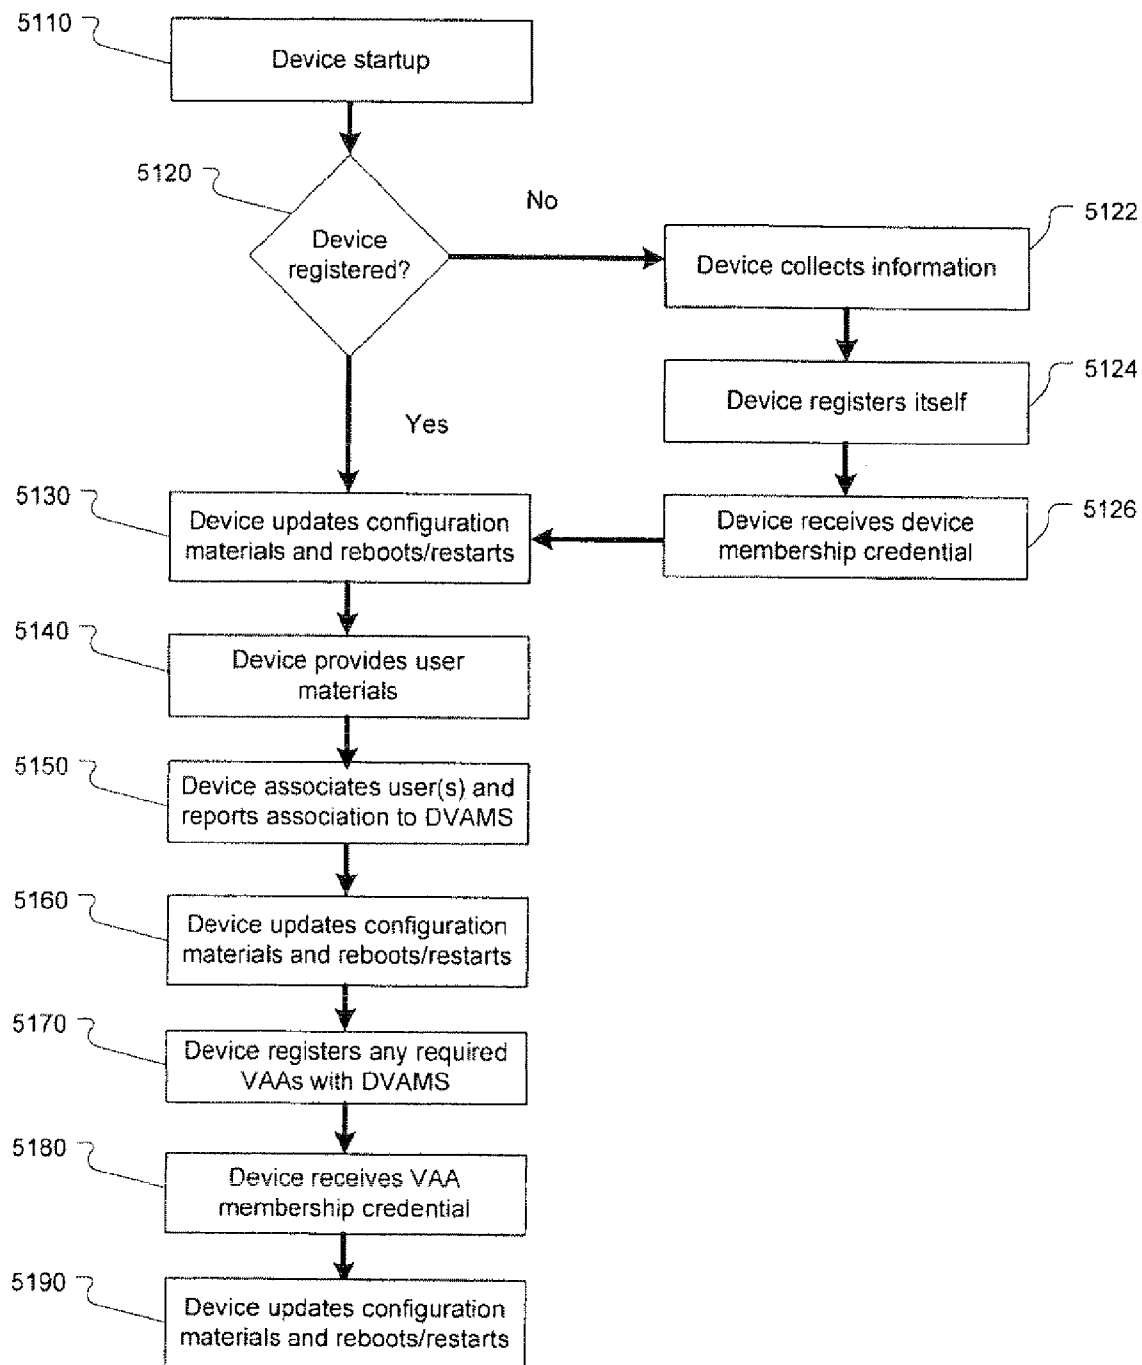 5110
Device startup
5120
Device
registered?
No
5122
Device collects information
5124
Device registers itself
Yes
5126
Device receives device
membership credential
5130
Device updates configuration
materials and reboots/restarts
5140
Device provides user
materials
5150
Device associates user(s) and
reports association to DVAMS
5160
Device updates configuration
materials and reboots/restarts
5170
Device registers any required
VAAs with DVAMS
5180
Device receives VAA
membership credential
5190
Device updates configuration
materials and reboots/restarts